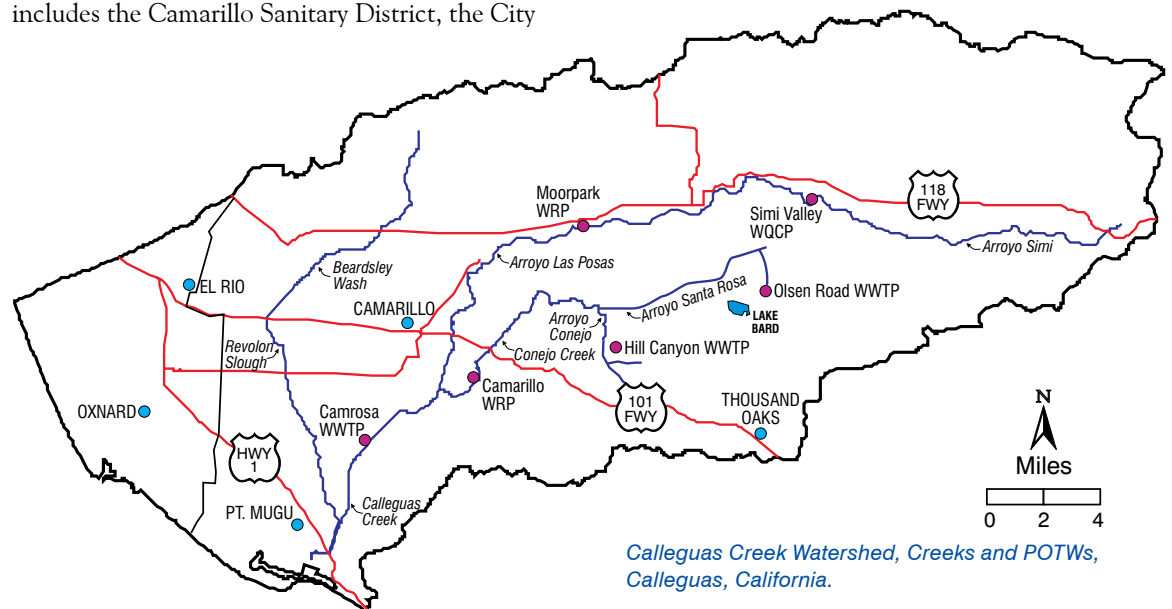 includes the Camarillo Sanitary District, the City
118
FWY
Moorpark
WRP
Simi Valley
WQCP
Arroyo Simi
Arroyo Las Posas
Beardsley
Wash
EL RIO
Olsen Road WWTP
Arroyo Santa Rosa
CAMARILLO
LAKE
BARD
Arroyo
Conejo
Revolon
Slough
Conejo Creek
Hill Canyon WWTP
Camarillo
WRP
101
FWY
THOUSAND
OAKS
OXNARD
Camrosa
WWTP
HWY
1
N
Miles
0 2 4
Calleguas
Creek
PT. MUGU
Calleguas Creek Watershed, Creeks and POTWs,
Calleguas, California.